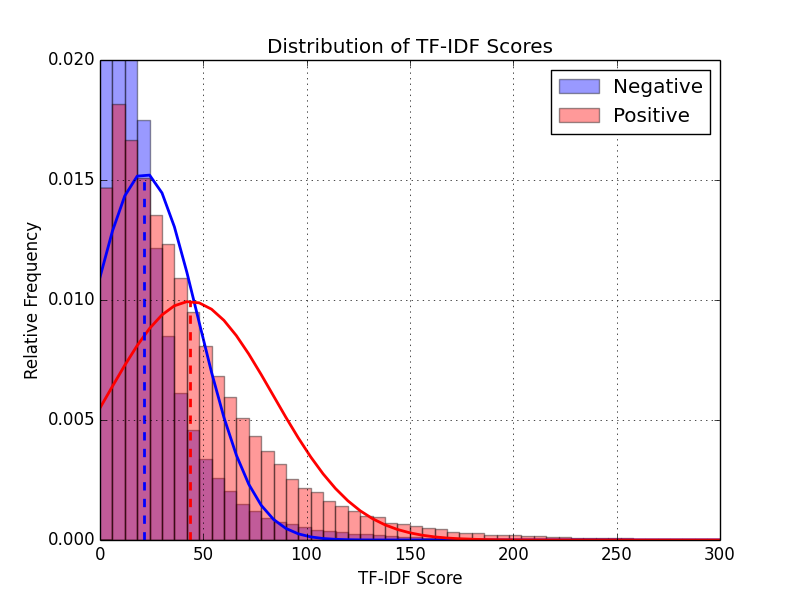 Distribution of TF-IDF Scores
Negative
Positive
Relative Frequency
0.020
0.015
0.010
0.005
0.000
0 50 100 150 200 250 300
TF-IDF Score